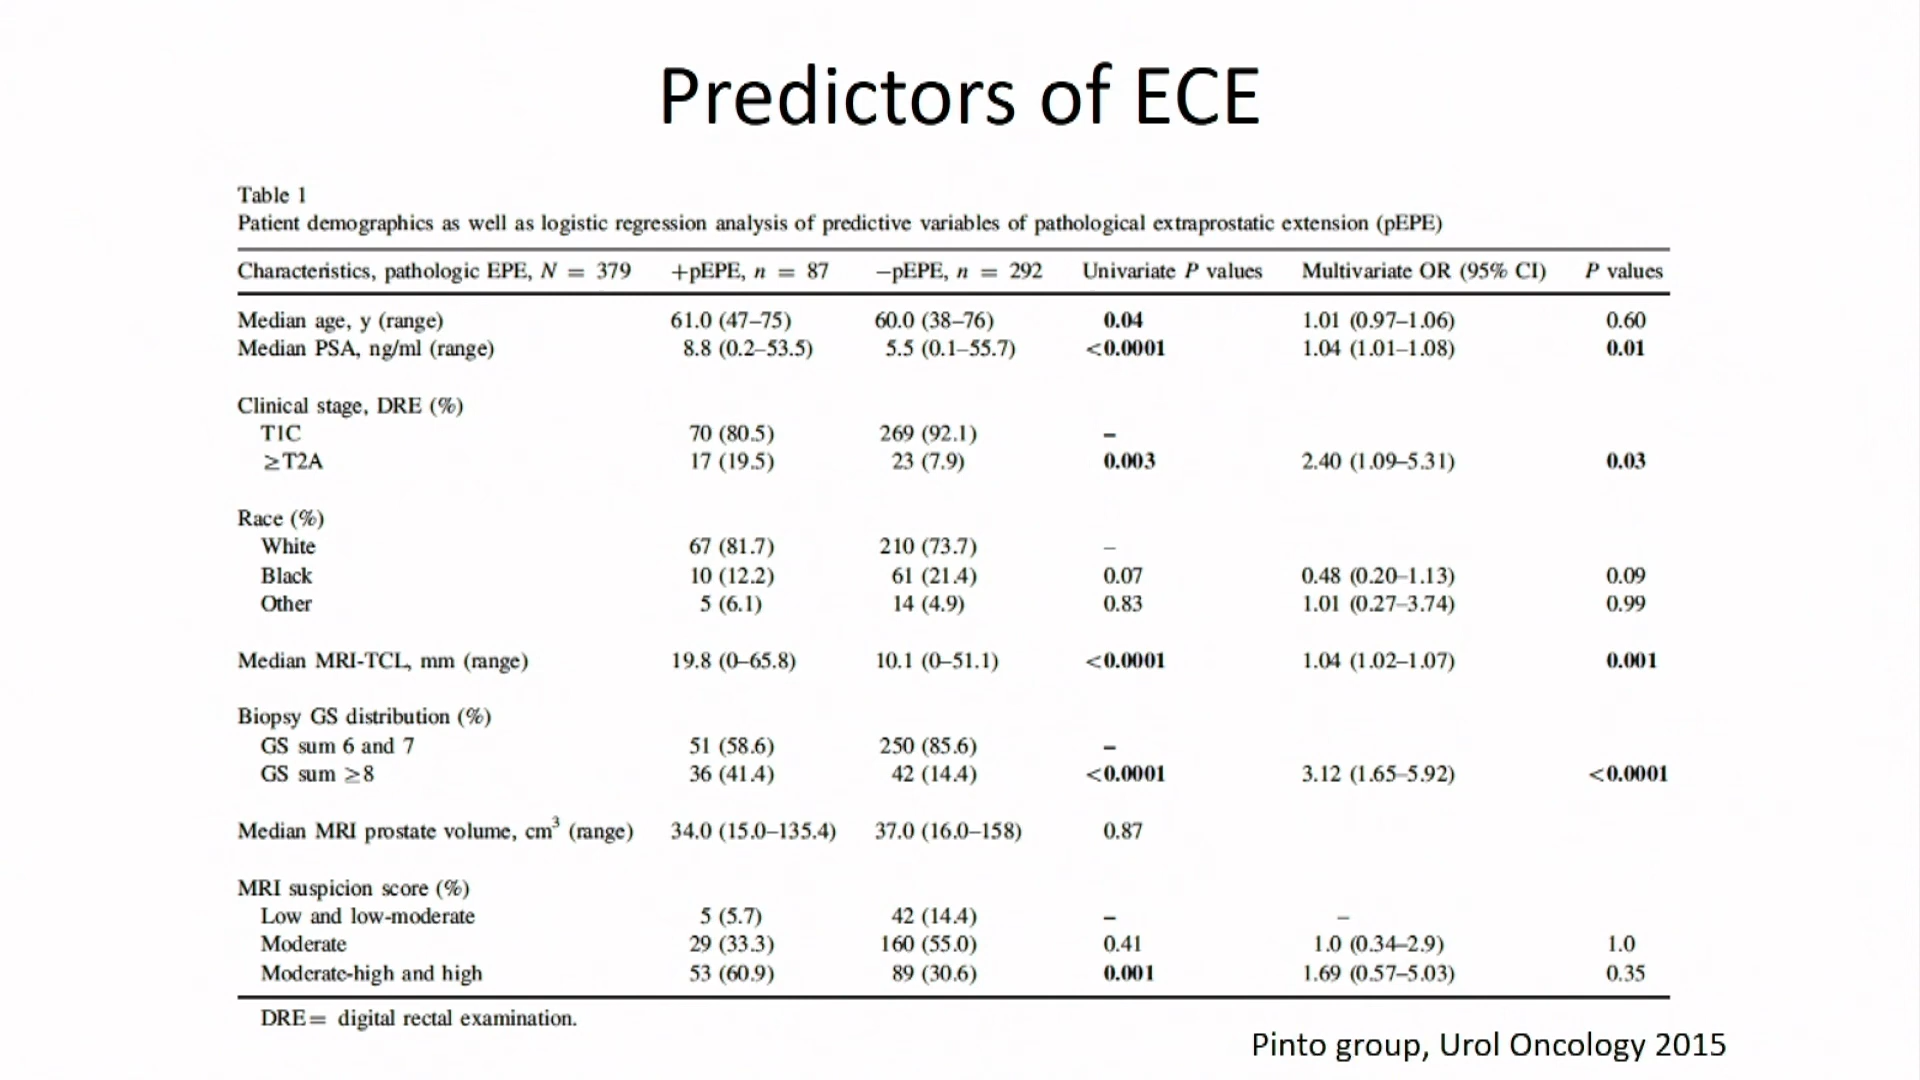 Predictors of ECE
Table 1
Patient demographics as well as logistic regression analysis of predictive variables of pathological extraprostatic extension (pEPE)
Characteristics, pathologic EPE, N = 379 +pEPE, n = 87 −pEPE, n = 292 Univariate P values Multivariate OR (95% CI) P values
Median age, y (range) 61.0 (47–75) 60.0 (38–76) 0.04 1.01 (0.97–1.06) 0.60
Median PSA, ng/ml (range) 8.8 (0.2–53.5) 5.5 (0.1–55.7) <0.0001 1.04 (1.01–1.08) 0.01
Clinical stage, DRE (%)
T1C 70 (80.5) 269 (92.1) –
≥T2A 17 (19.5) 23 (7.9) 0.003 2.40 (1.09–5.31) 0.03
Race (%)
White 67 (81.7) 210 (73.7) –
Black 10 (12.2) 61 (21.4) 0.07 0.48 (0.20–1.13) 0.09
Other 5 (6.1) 14 (4.9) 0.83 1.01 (0.27–3.74) 0.99
Median MRI-TCL, mm (range) 19.8 (0–65.8) 10.1 (0–51.1) <0.0001 1.04 (1.02–1.07) 0.001
Biopsy GS distribution (%)
GS sum 6 and 7 51 (58.6) 250 (85.6) –
GS sum ≥8 36 (41.4) 42 (14.4) <0.0001 3.12 (1.65–5.92) <0.0001
Median MRI prostate volume, cm³ (range) 34.0 (15.0–135.4) 37.0 (16.0–158) 0.87
MRI suspicion score (%)
Low and low-moderate 5 (5.7) 42 (14.4) – –
Moderate 29 (33.3) 160 (55.0) 0.41 1.0 (0.34–2.9) 1.0
Moderate-high and high 53 (60.9) 89 (30.6) 0.001 1.69 (0.57–5.03) 0.35
DRE = digital rectal examination.
Pinto group, Urol Oncology 2015